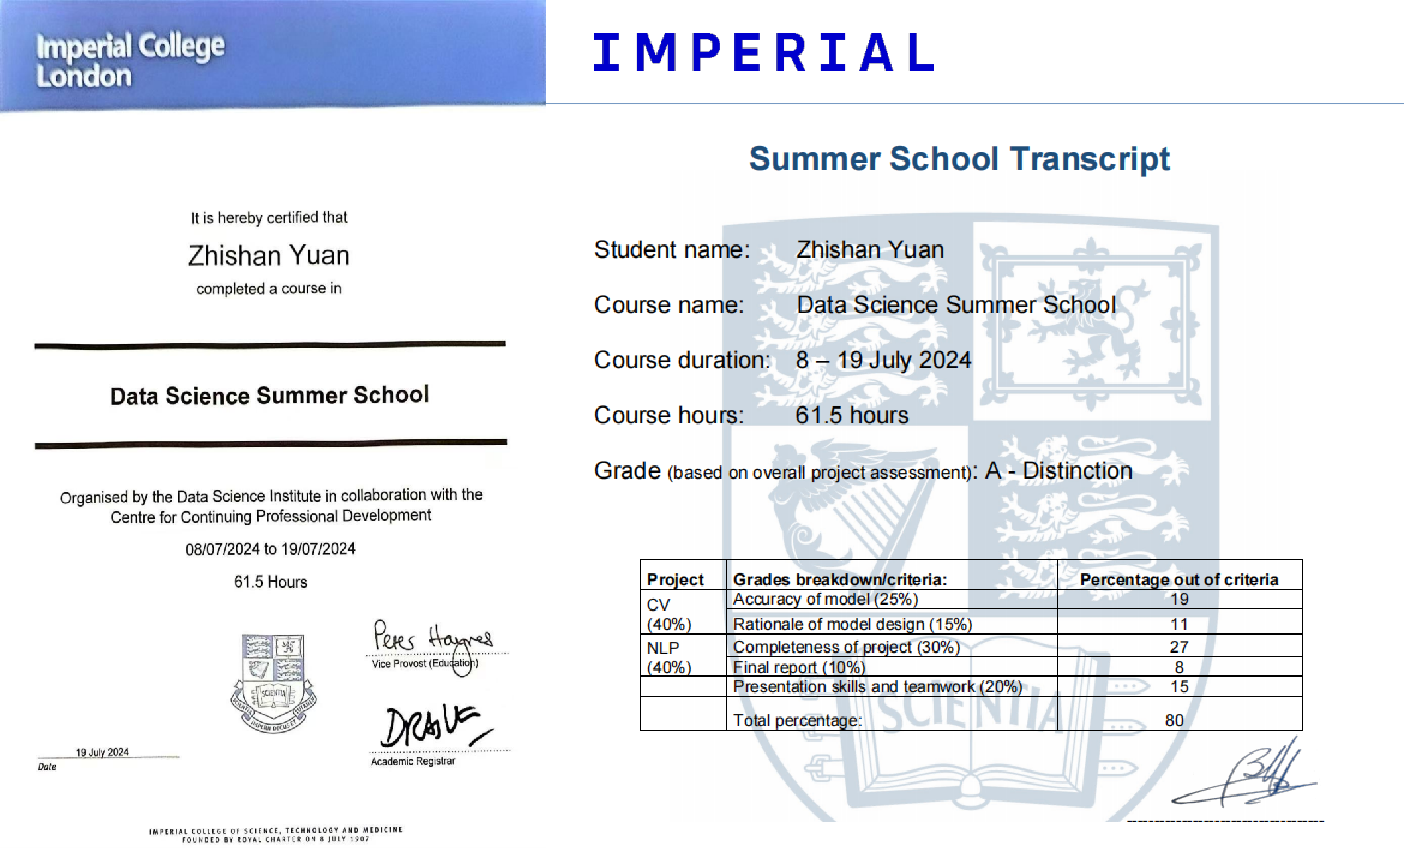 Imperial College
London
It is hereby certified that
Zhishan Yuan
completed a course in
Data Science Summer School
Organised by the Data Science Institute in collaboration with the
Centre for Continuing Professional Development
08/07/2024 to 19/07/2024
61.5 Hours
SCIENTIA
Vice Provost (Education)
19 July 2024
Date
Academic Registrar
IMPERIAL COLLEGE OF SCIENCE, TECHNOLOGY AND MEDICINE
FOUNDED BY ROYAL CHARTER ON 8 JULY 1907
IMPERIAL
Summer School Transcript
Student name: Zhishan Yuan
Course name: Data Science Summer School
Course duration: 8 – 19 July 2024
Course hours: 61.5 hours
Grade (based on overall project assessment): A - Distinction
Project Grades breakdown/criteria: Percentage out of criteria
CV (40%) Accuracy of model (25%) 19
Rationale of model design (15%) 11
NLP (40%) Completeness of project (30%) 27
Final report (10%) 8
Presentation skills and teamwork (20%) 15
Total percentage: 80
SCIENTIA